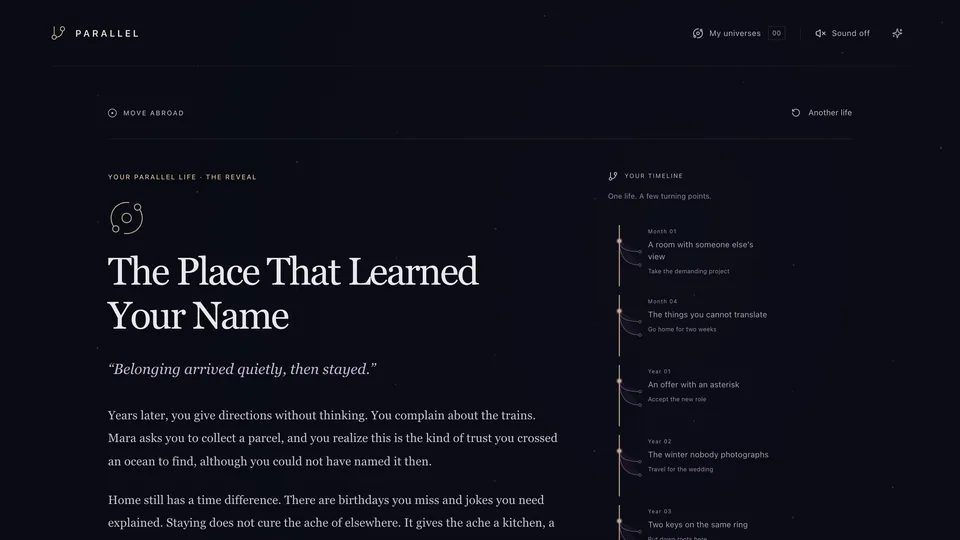 PARALLEL
My universes 00
Sound off
MOVE ABROAD
Another life
YOUR PARALLEL LIFE · THE REVEAL
The Place That Learned
Your Name
“Belonging arrived quietly, then stayed.”
Years later, you give directions without thinking. You complain about the trains.
Mara asks you to collect a parcel, and you realize this is the kind of trust you crossed
an ocean to find, although you could not have named it then.
Home still has a time difference. There are birthdays you miss and jokes you need
explained. Staying does not cure the ache of elsewhere. It gives the ache a kitchen, a
YOUR TIMELINE
One life. A few turning points.
Month 01
A room with someone else's
view
Take the demanding project
Month 04
The things you cannot translate
Go home for two weeks
Year 01
An offer with an asterisk
Accept the new role
Year 02
The winter nobody photographs
Travel for the wedding
Year 03
Two keys on the same ring
Put down roots here